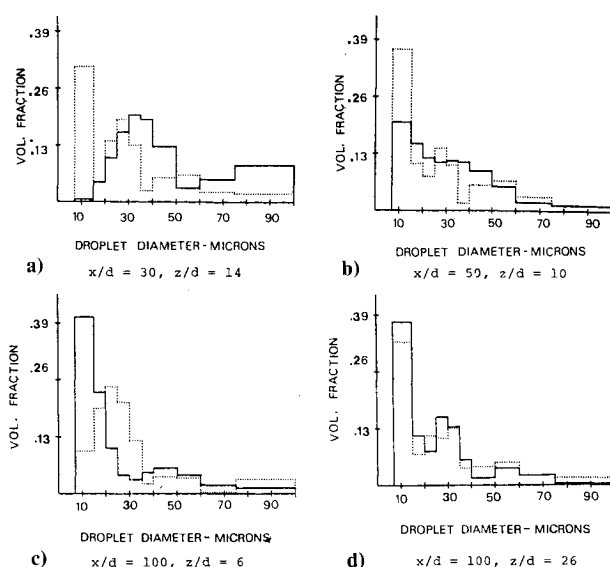 .39
.26
.13
VOL. FRACTION
10 30 50 70 90
DROPLET DIAMETER-MICRONS
a) x/d = 30, z/d = 14
.39
.26
.13
VOL. FRACTION
10 30 50 70 90
DROPLET DIAMETER-MICRONS
b) x/d = 50, z/d = 10
.39
.26
.13
VOL. FRACTION
10 30 50 70 90
DROPLET DIAMETER-MICRONS
c) x/d = 100, z/d = 6
.39
.26
.13
VOL. FRACTION
10 30 50 70 90
DROPLET DIAMETER-MICRONS
d) x/d = 100, z/d = 26